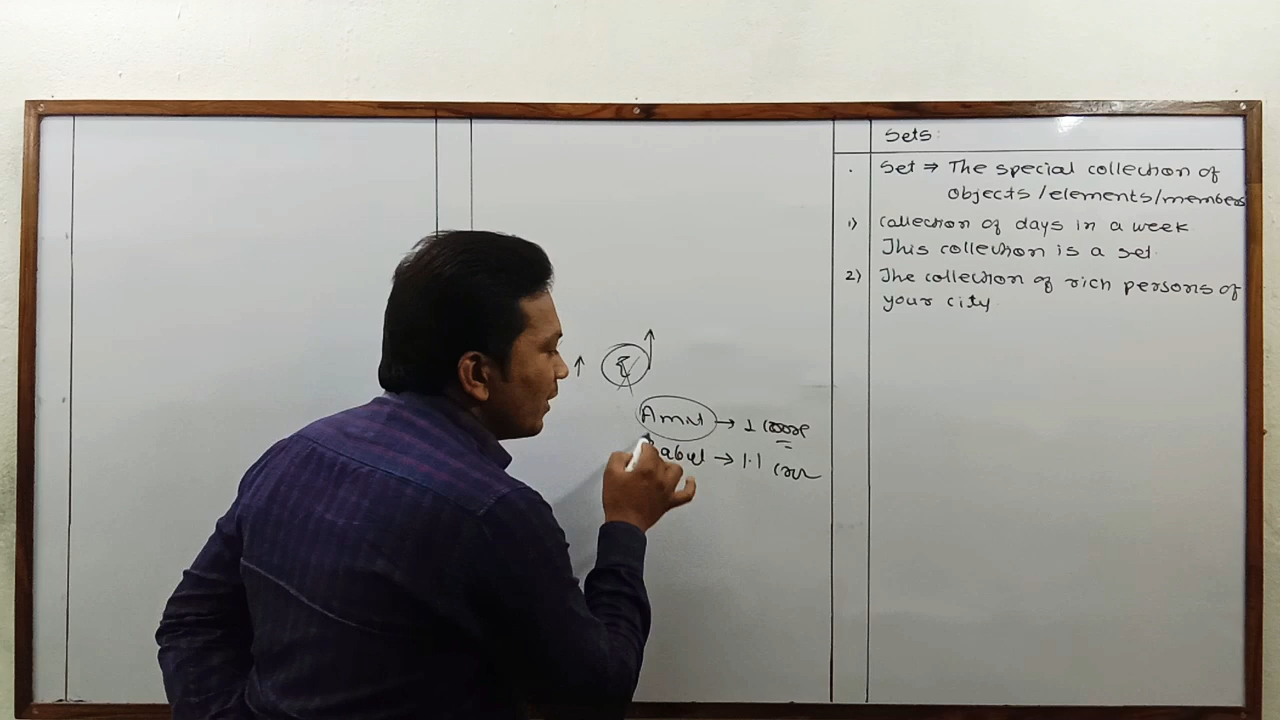 Sets:
. Set ⇒ The special collection of
objects/elements/members
1) Collection of days in a week
This collection is a set.
2) The collection of rich persons of
your city
₹
Amit → 1 crore
Babul → 1.1